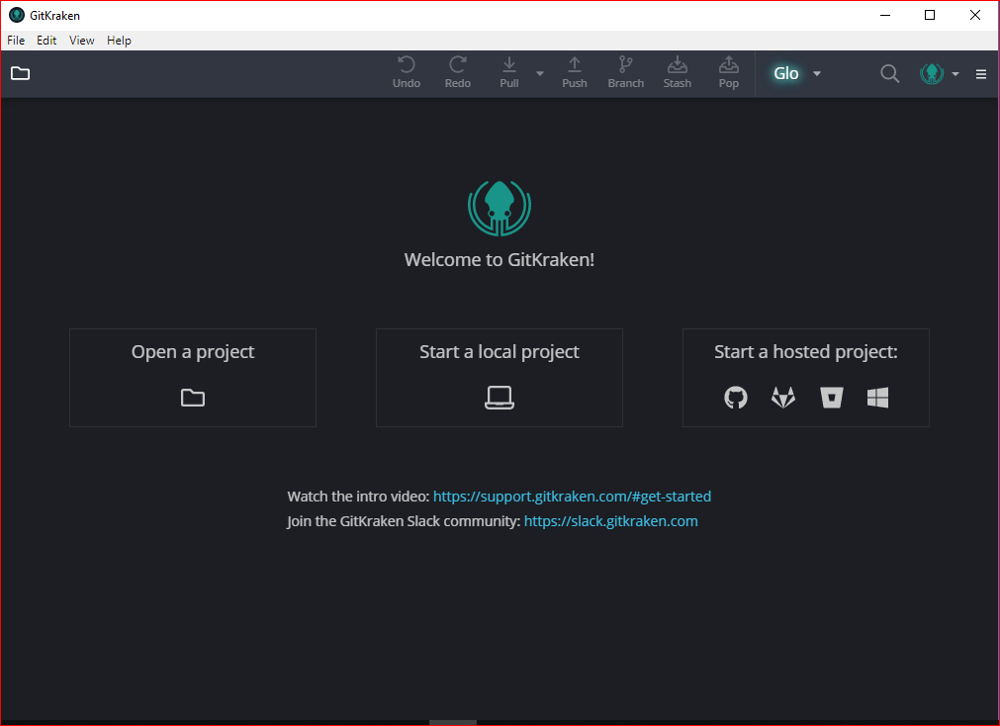 GitKraken
File Edit View Help
Undo Redo Pull Push Branch Stash Pop Glo
Welcome to GitKraken!
Open a project
Start a local project
Start a hosted project:
Watch the intro video: https://support.gitkraken.com/#get-started
Join the GitKraken Slack community: https://slack.gitkraken.com